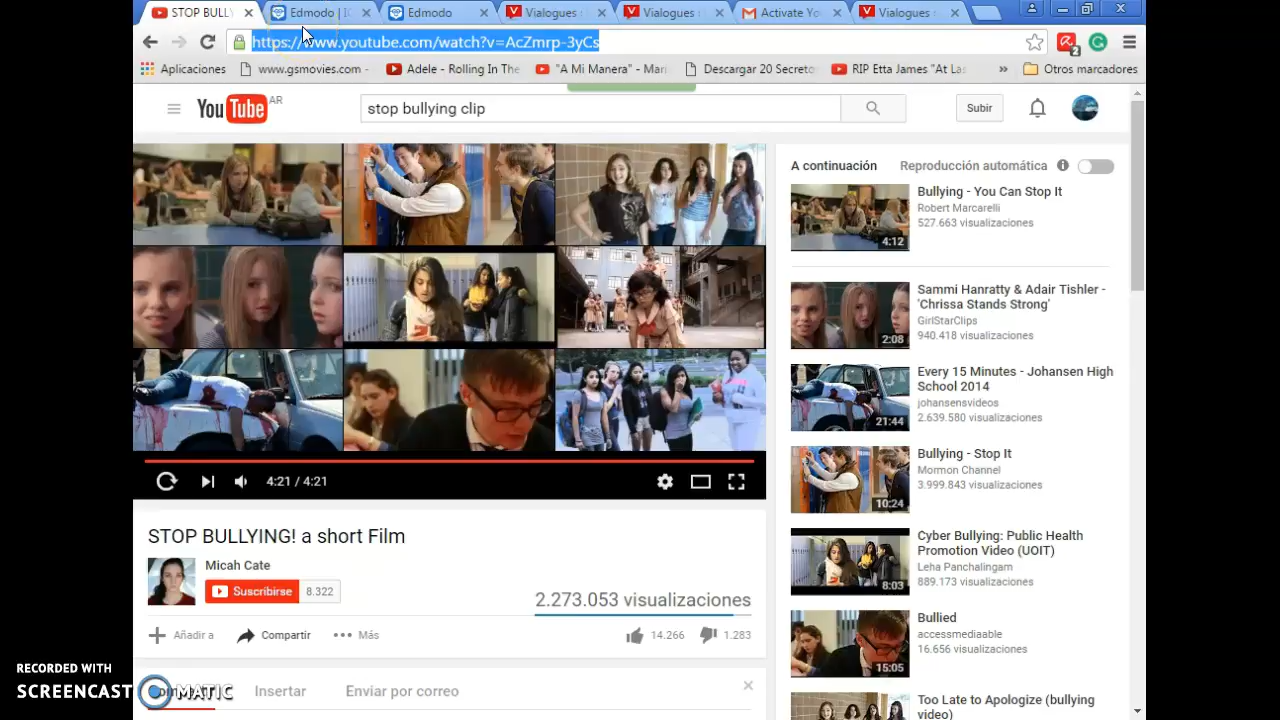 STOP BULL
Edmodo |
Edmodo
Vialogues :
Vialogues
Activate Yo
Vialogues
https://www.youtube.com/watch?v=AcZmrp-3yCs
2
Aplicaciones
www.gsmovies.com -
Adele - Rolling In The
"A Mi Manera" - Mari
Descargar 20 Secreto
RIP Etta James "At Las
»
Otros marcadores
YouTube AR
stop bullying clip
Subir
A continuación
Reproducción automática
Bullying - You Can Stop It
Robert Marcarelli
527.663 visualizaciones
4:12
Sammi Hanratty & Adair Tishler -
'Chrissa Stands Strong'
GirlStarClips
940.418 visualizaciones
2:08
Every 15 Minutes - Johansen High
School 2014
johansensvideos
2.639.580 visualizaciones
21:44
Bullying - Stop It
Mormon Channel
3.999.843 visualizaciones
10:24
4:21 / 4:21
STOP BULLYING! a short Film
Cyber Bullying: Public Health
Promotion Video (UOIT)
Leha Panchalingam
889.173 visualizaciones
8:03
Micah Cate
Suscribirse
8.322
2.273.053 visualizaciones
Añadir a
Compartir
Más
14.266
1.283
Bullied
accessmediaable
16.656 visualizaciones
15:05
Insertar
Enviar por correo
Too Late to Apologize (bullying
video)
RECORDED WITH
SCREENCAST MATIC